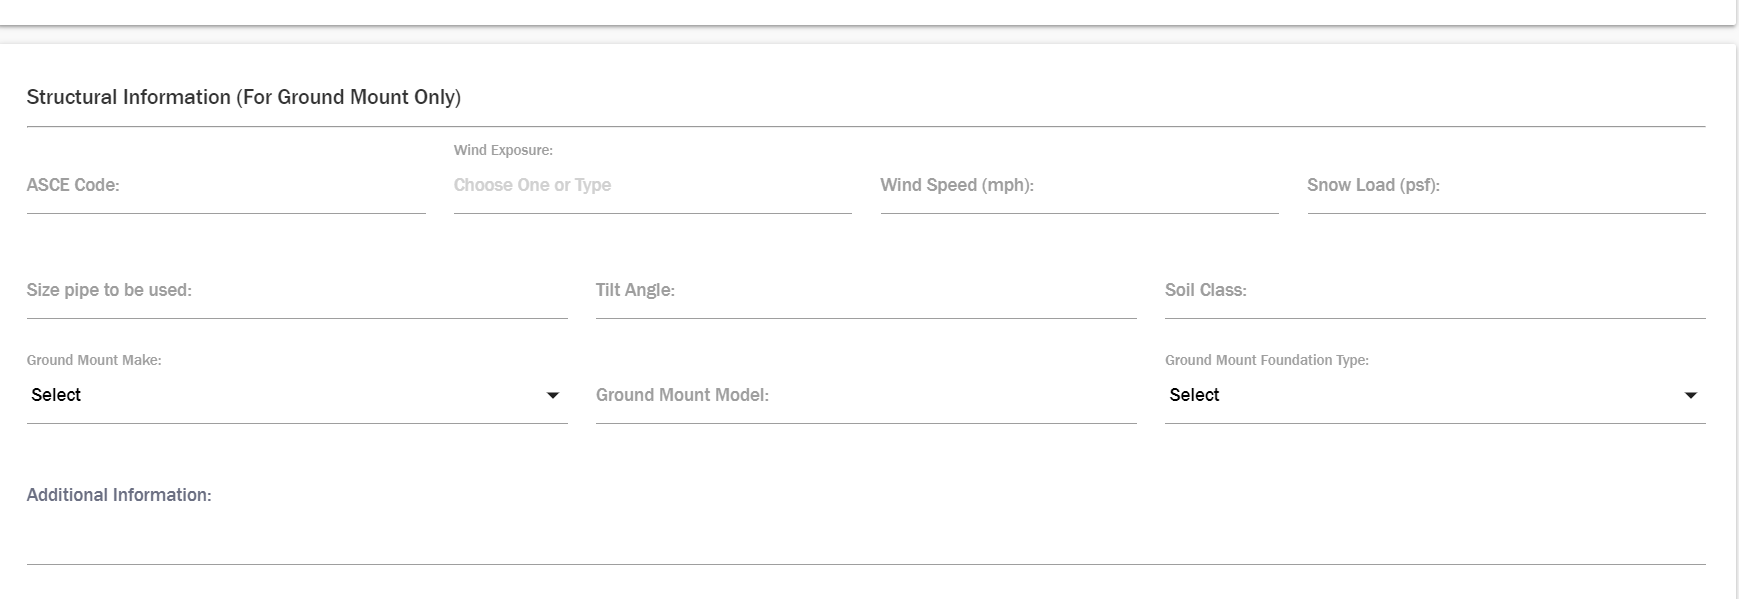 Structural Information (For Ground Mount Only)
Wind Exposure:
ASCE Code:
Choose One or Type
Wind Speed (mph):
Snow Load (psf):
Size pipe to be used:
Tilt Angle:
Soil Class:
Ground Mount Make:
Select
Ground Mount Model:
Ground Mount Foundation Type:
Select
Additional Information: